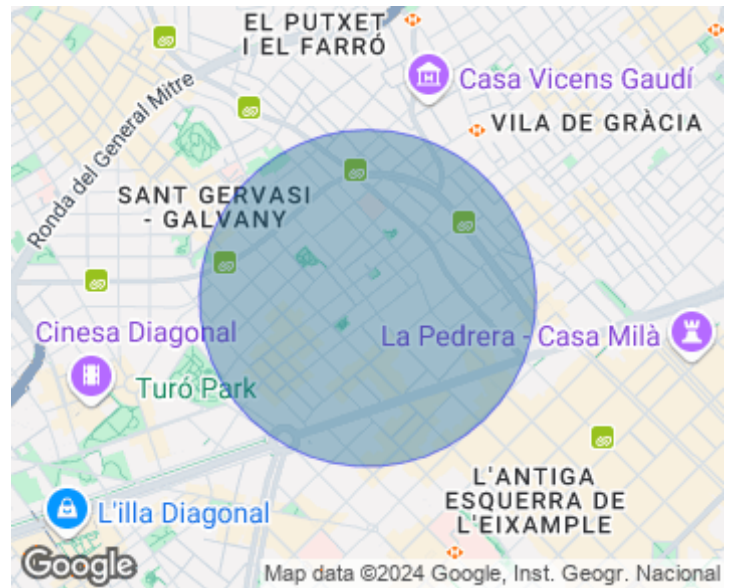 EL PUTXET
I EL FARRÓ
Casa Vicens Gaudí
VILA DE GRÀCIA
Ronda del General Mitre
SANT GERVASI
- GALVANY
Cinesa Diagonal
La Pedrera - Casa Milà
Turó Park
L'ANTIGA
ESQUERRA DE
L'EIXAMPLE
L'illa Diagonal
Google
Map data ©2024 Google, Inst. Geogr. Nacional